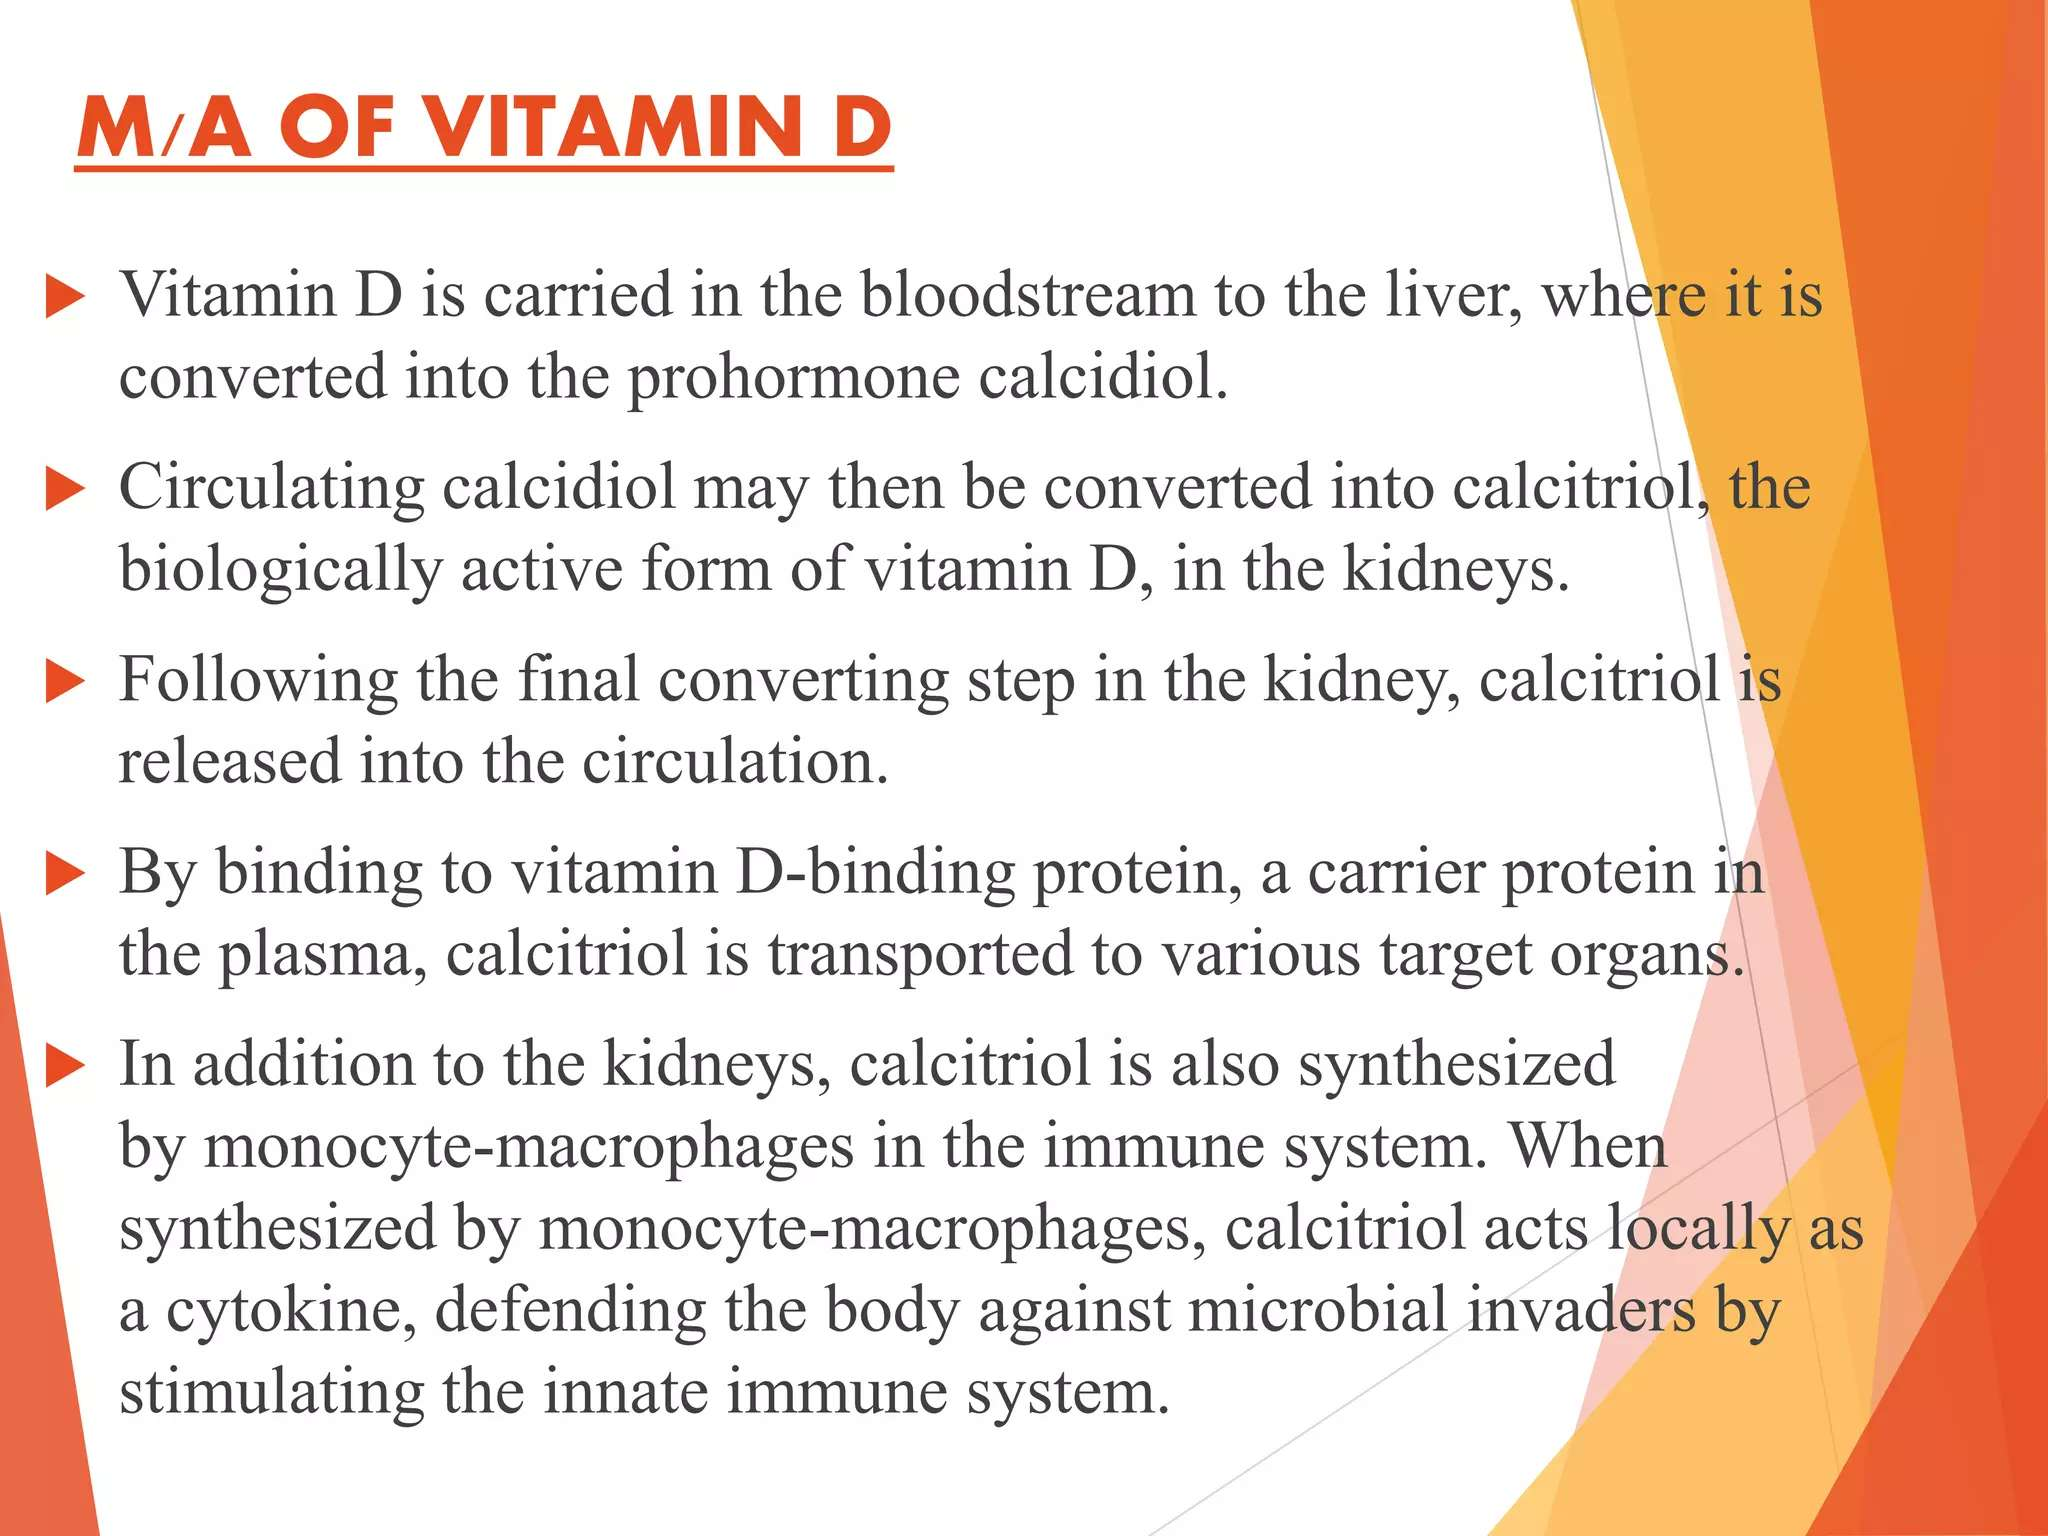 M/A OF VITAMIN D
Vitamin D is carried in the bloodstream to the liver, where it is
converted into the prohormone calcidiol.
Circulating calcidiol may then be converted into calcitriol, the
biologically active form of vitamin D, in the kidneys.
Following the final converting step in the kidney, calcitriol is
released into the circulation.
By binding to vitamin D-binding protein, a carrier protein in
the plasma, calcitriol is transported to various target organs.
In addition to the kidneys, calcitriol is also synthesized
by monocyte-macrophages in the immune system. When
synthesized by monocyte-macrophages, calcitriol acts locally as
a cytokine, defending the body against microbial invaders by
stimulating the innate immune system.